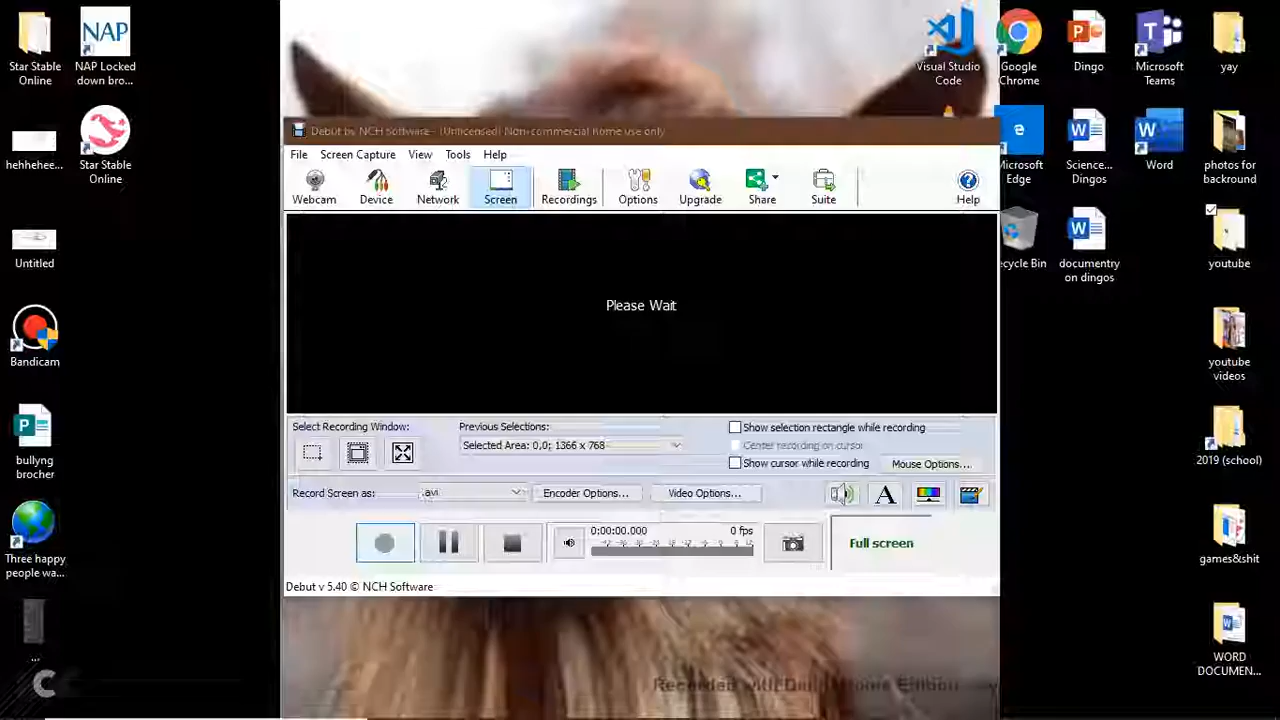 Star Stable
Online
NAP
NAP Locked
down bro...
hehhehee...
Star Stable
Online
Untitled
Bandicam
bullyng
brocher
Three happy
people wa...
...
Debut by NCH Software - (Unlicensed) Non-commercial home use only
File Screen Capture View Tools Help
Webcam Device Network Screen Recordings Options Upgrade Share Suite Help
Please Wait
Select Recording Window:
Previous Selections:
Selected Area: 0,0; 1366 x 768
Show selection rectangle while recording
Center recording on cursor
Show cursor while recording
Mouse Options...
Record Screen as:
.avi
Encoder Options...
Video Options...
A
0:00:00.000
0 fps
Full screen
Debut v 5.40 © NCH Software
Visual Studio
Code
Google
Chrome
Dingo
Microsoft
Teams
yay
Microsoft
Edge
Science...
Dingos
Word
photos for
backround
ecycle Bin
documentry
on dingos
youtube
youtube
videos
2019 (school)
games&shit
WORD
DOCUMEN...
Recorded with Debut Home Edition